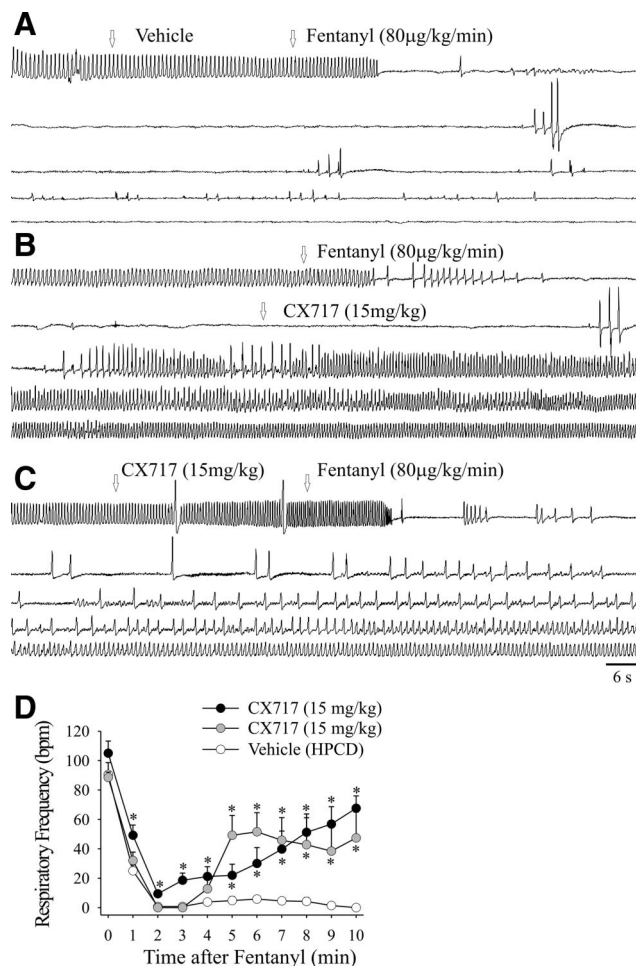 A
Vehicle Fentanyl (80µg/kg/min)
B
Fentanyl (80µg/kg/min)
CX717 (15mg/kg)
C
CX717 (15mg/kg) Fentanyl (80µg/kg/min)
6 s
D
CX717 (15 mg/kg)
CX717 (15 mg/kg)
Vehicle (HPCD)
Respiratory Frequency (bpm)
120
100
80
60
40
20
0
* * * * * * * * * * * * * * * *
0 1 2 3 4 5 6 7 8 9 10
Time after Fentanyl (min)